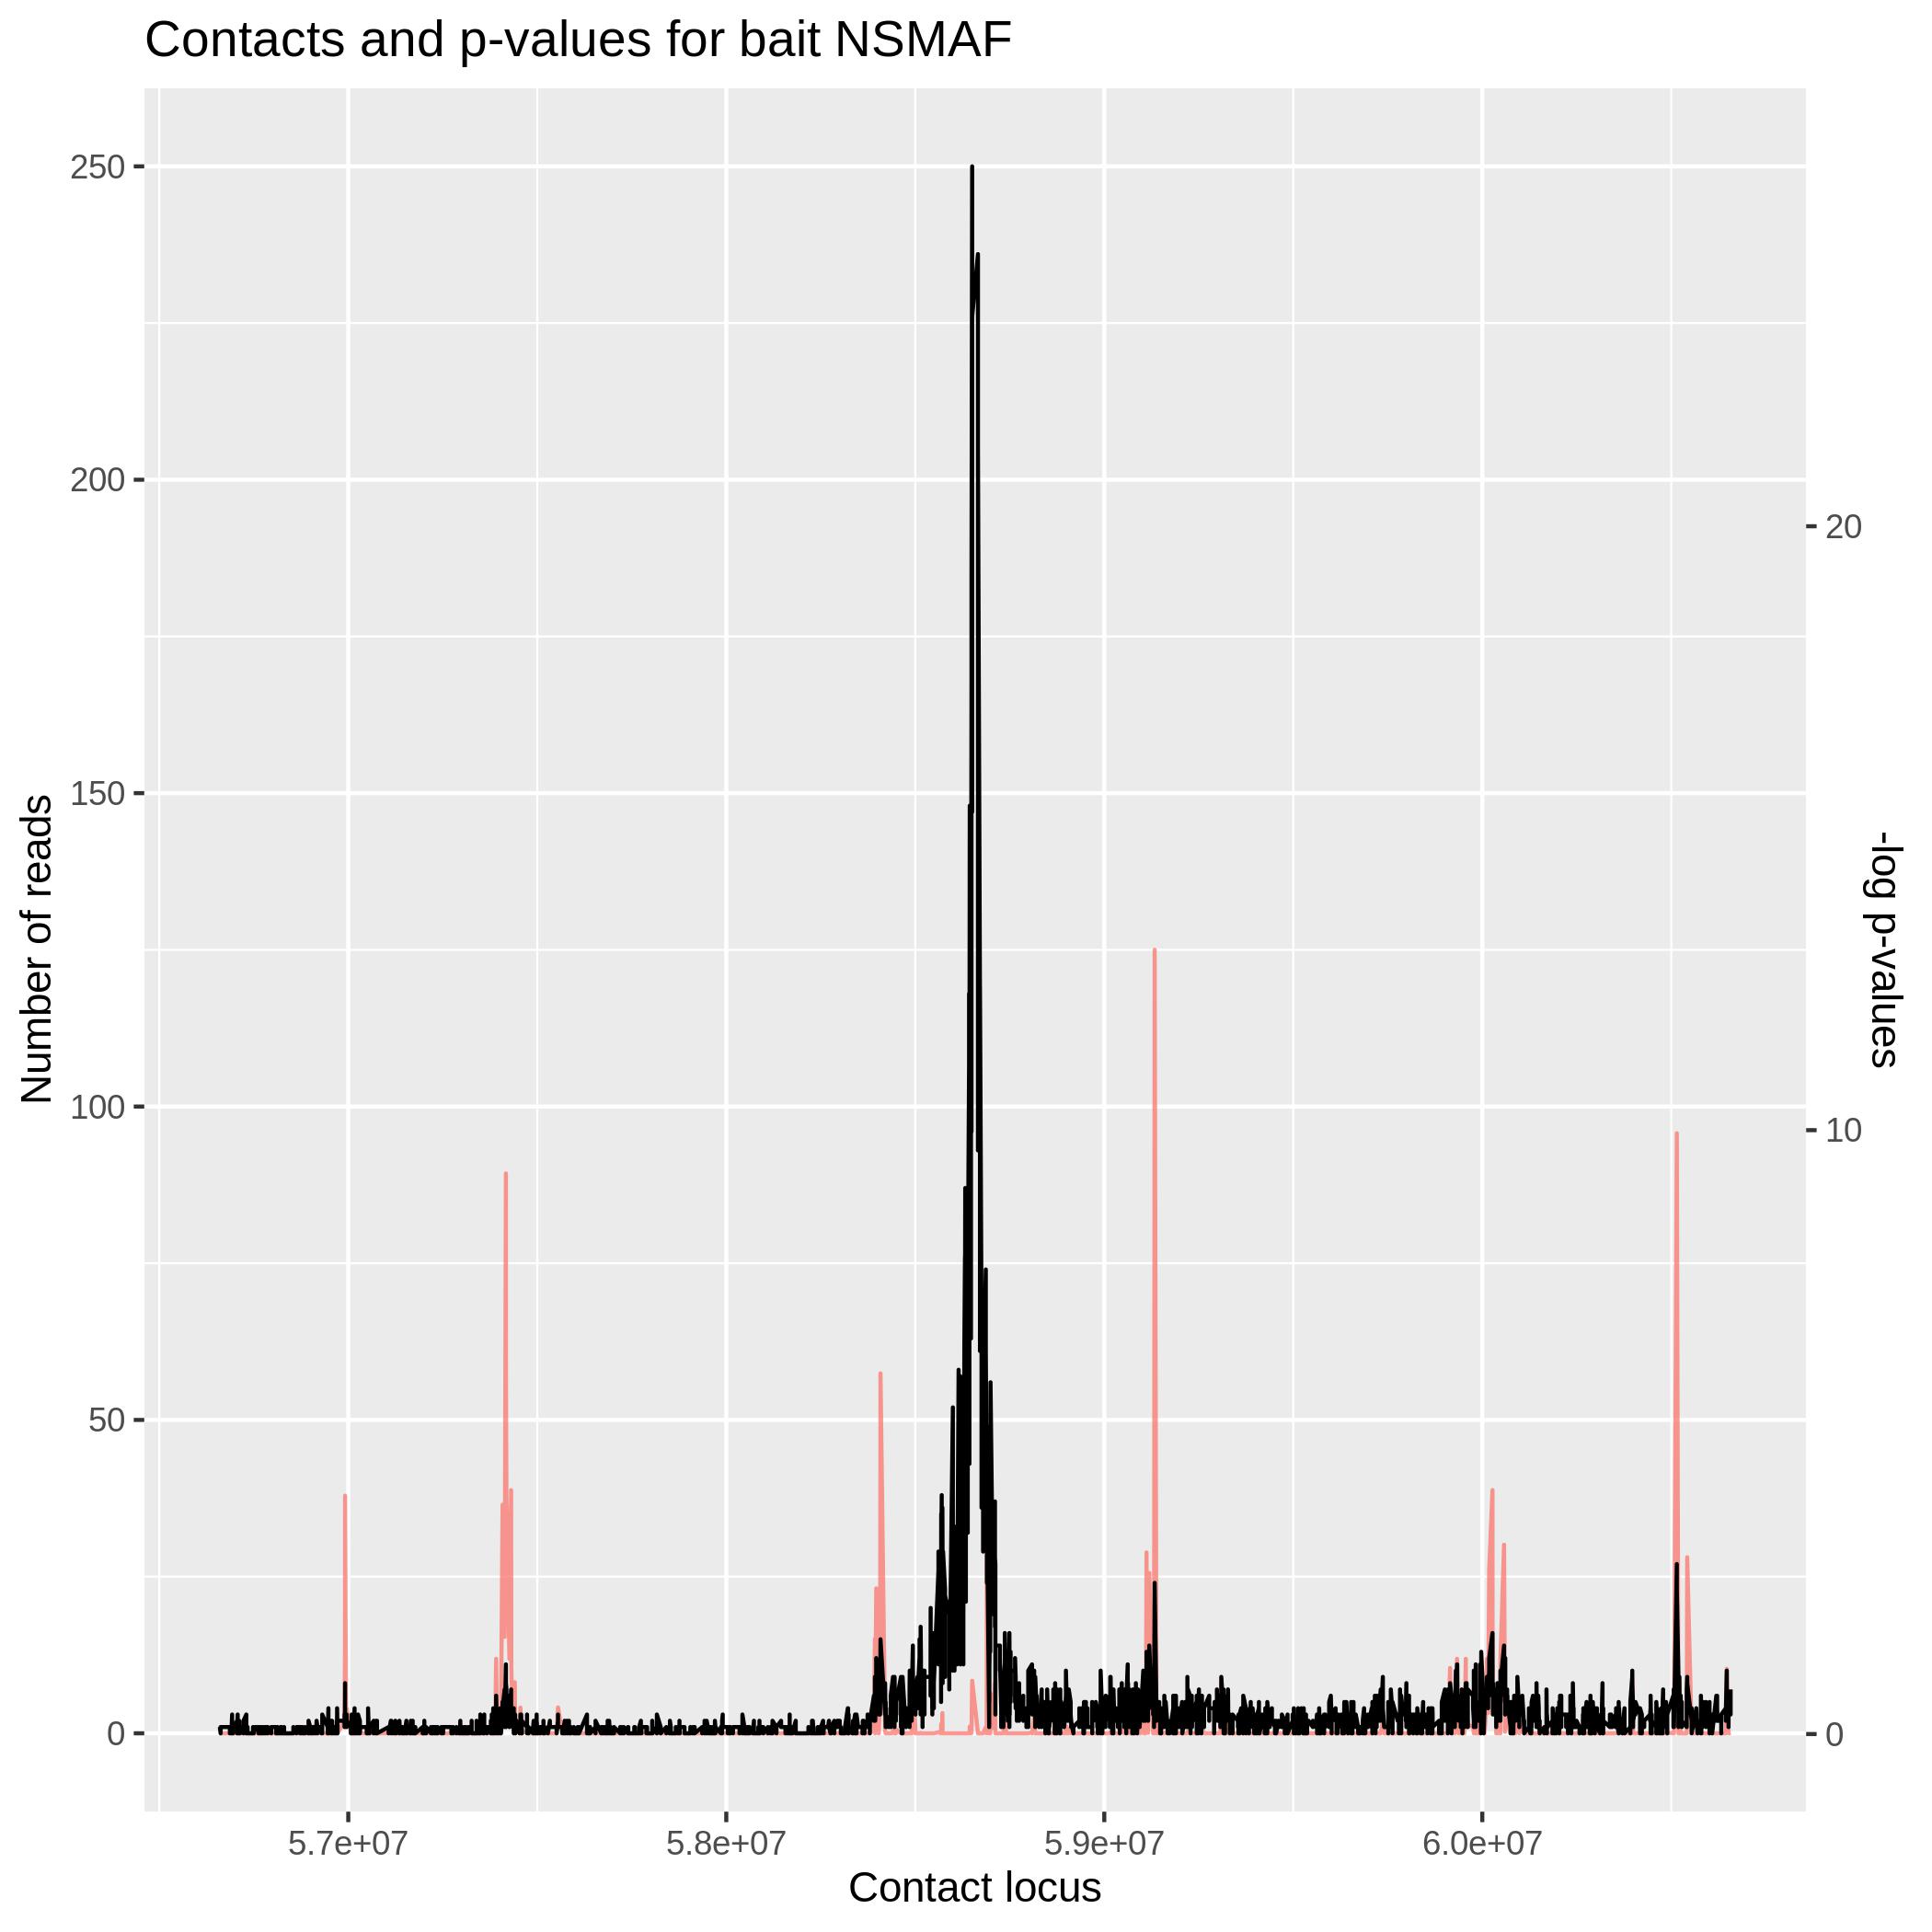 Contacts and p-values for bait NSMAF
Number of reads
250
200
150
100
50
0
20
10
0
-log p-values
5.7e+07
5.8e+07
5.9e+07
6.0e+07
Contact locus